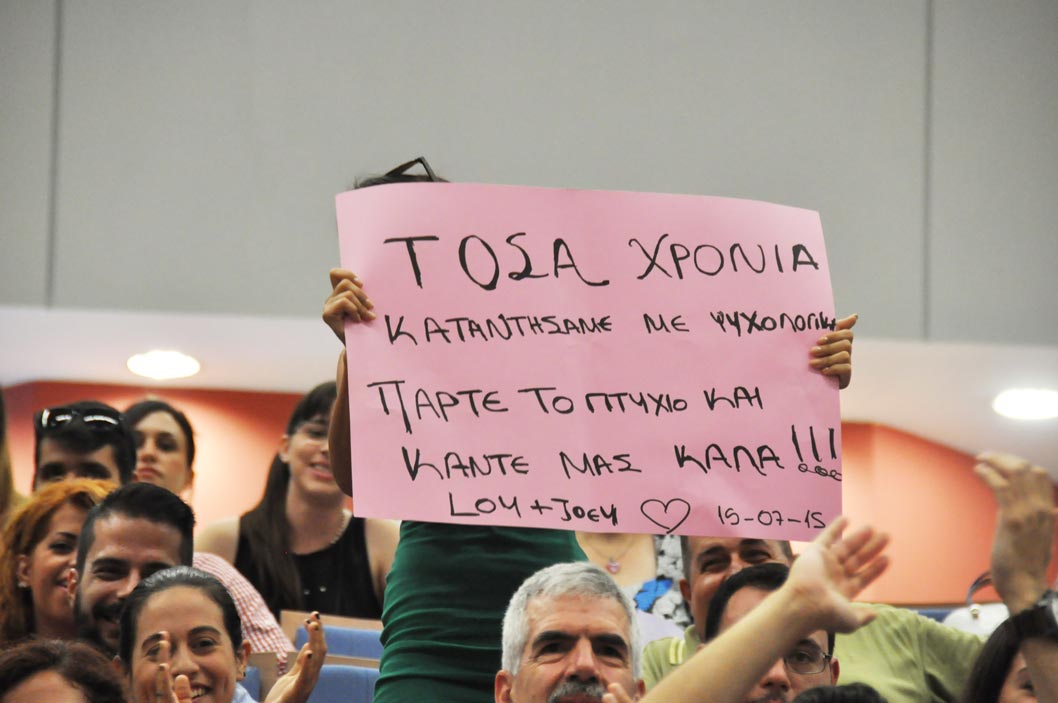 ΤΟΣΑ ΧΡΟΝΙΑ
ΚΑΤΑΝΤΗΣΑΜΕ ΜΕ ΨΥΧΟΛΟΓΙΚΑ
ΠΑΡΤΕ ΤΟ ΠΤΥΧΙΟ ΚΑΙ
ΚΑΝΤΕ ΜΑΣ ΚΑΛΑ!!!
LOU + JOEY ♡ 15-07-15